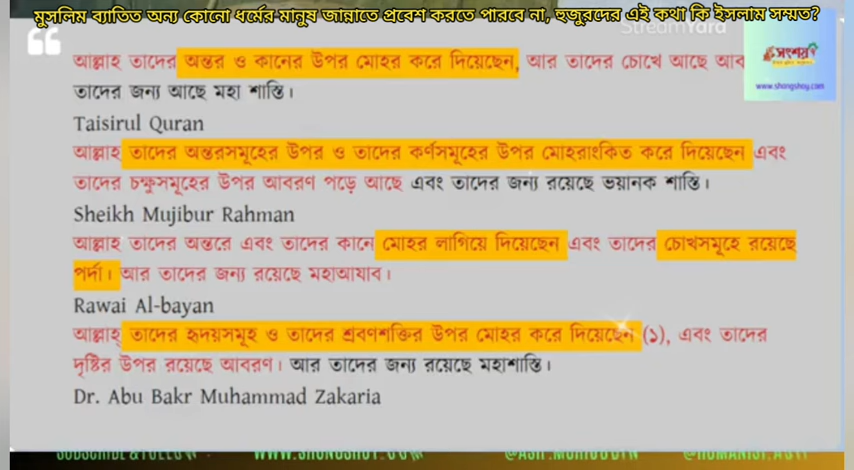 মুসলিম ব্যাতিত অন্য কোনো ধর্মের মানুষ জান্নাতে প্রবেশ করতে পারবে না, হুজুরদের এই কথা কি ইসলাম সম্মত?
StreamYard
সংশয়
www.shongshoy.com
আল্লাহ তাদের অন্তর ও কানের উপর মোহর করে দিয়েছেন, আর তাদের চোখে আছে আব
তাদের জন্য আছে মহা শাস্তি।
Taisirul Quran
আল্লাহ তাদের অন্তরসমূহের উপর ও তাদের কর্ণসমূহের উপর মোহরাংকিত করে দিয়েছেন এবং
তাদের চক্ষুসমূহের উপর আবরণ পড়ে আছে এবং তাদের জন্য রয়েছে ভয়ানক শাস্তি।
Sheikh Mujibur Rahman
আল্লাহ তাদের অন্তরে এবং তাদের কানে মোহর লাগিয়ে দিয়েছেন এবং তাদের চোখসমূহে রয়েছে
পর্দা। আর তাদের জন্য রয়েছে মহাআযাব।
Rawai Al-bayan
আল্লাহ্ তাদের হৃদয়সমূহ ও তাদের শ্রবণশক্তির উপর মোহর করে দিয়েছেন (১), এবং তাদের
দৃষ্টির উপর রয়েছে আবরণ। আর তাদের জন্য রয়েছে মহাশাস্তি।
Dr. Abu Bakr Muhammad Zakaria